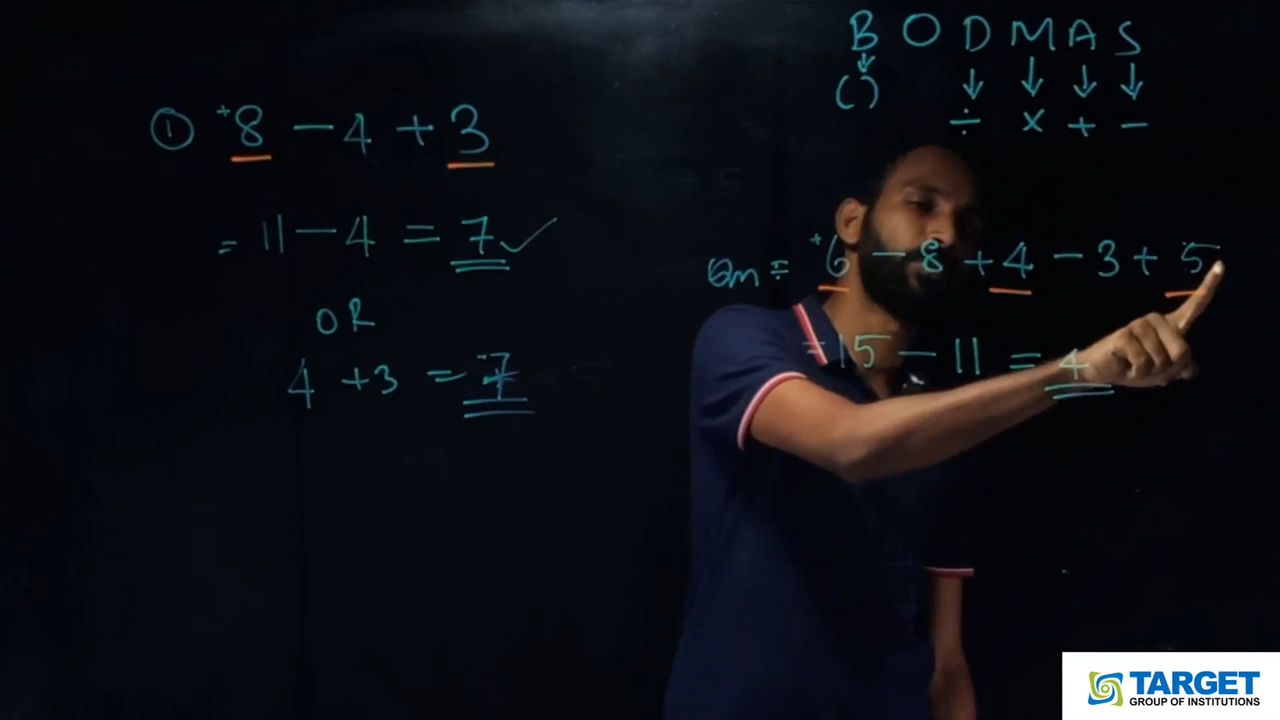 ① +8 - 4 + 3
= 11 - 4 = 7 ✓
OR
4 + 3 = 7
B O D M A S
↓ ↓ ↓ ↓ ↓
() ÷ × + -
Qn = +6 - 8 + 4 - 3 + 5
= 15 - 11 = 4
TARGET
GROUP OF INSTITUTIONS